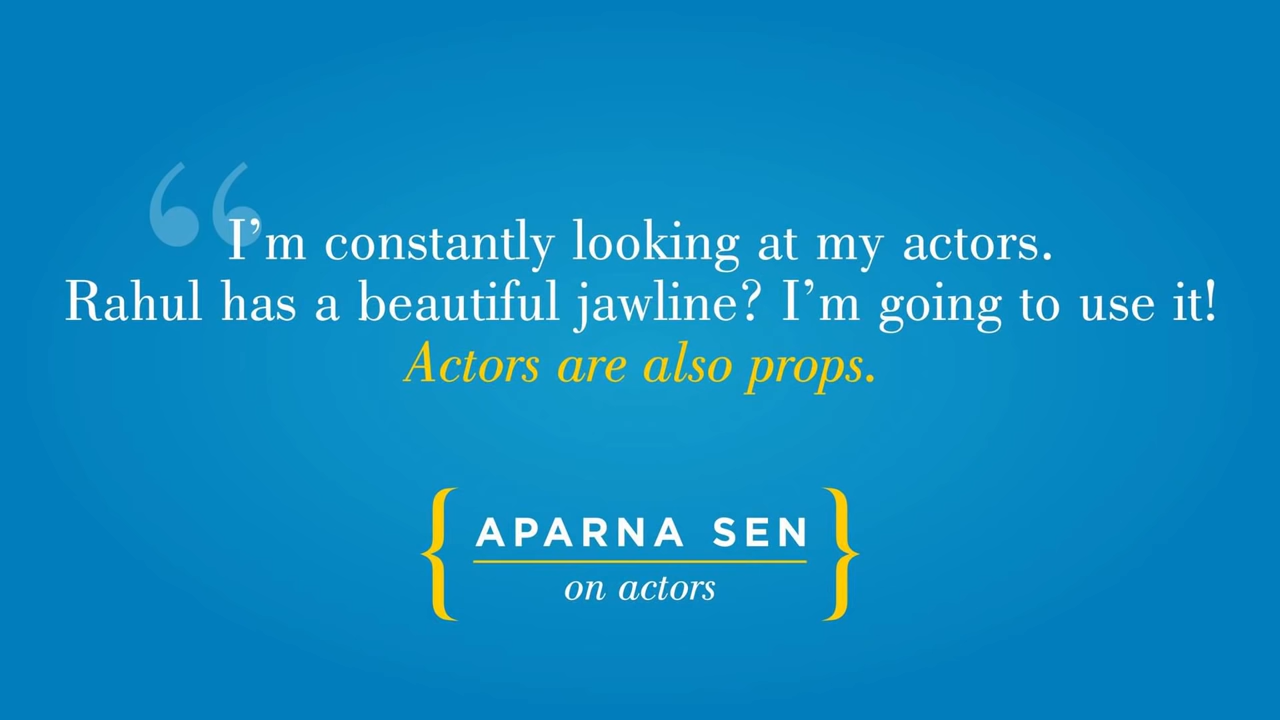 “
I’m constantly looking at my actors.
Rahul has a beautiful jawline? I’m going to use it!
Actors are also props.
{ APARNA SEN }
on actors